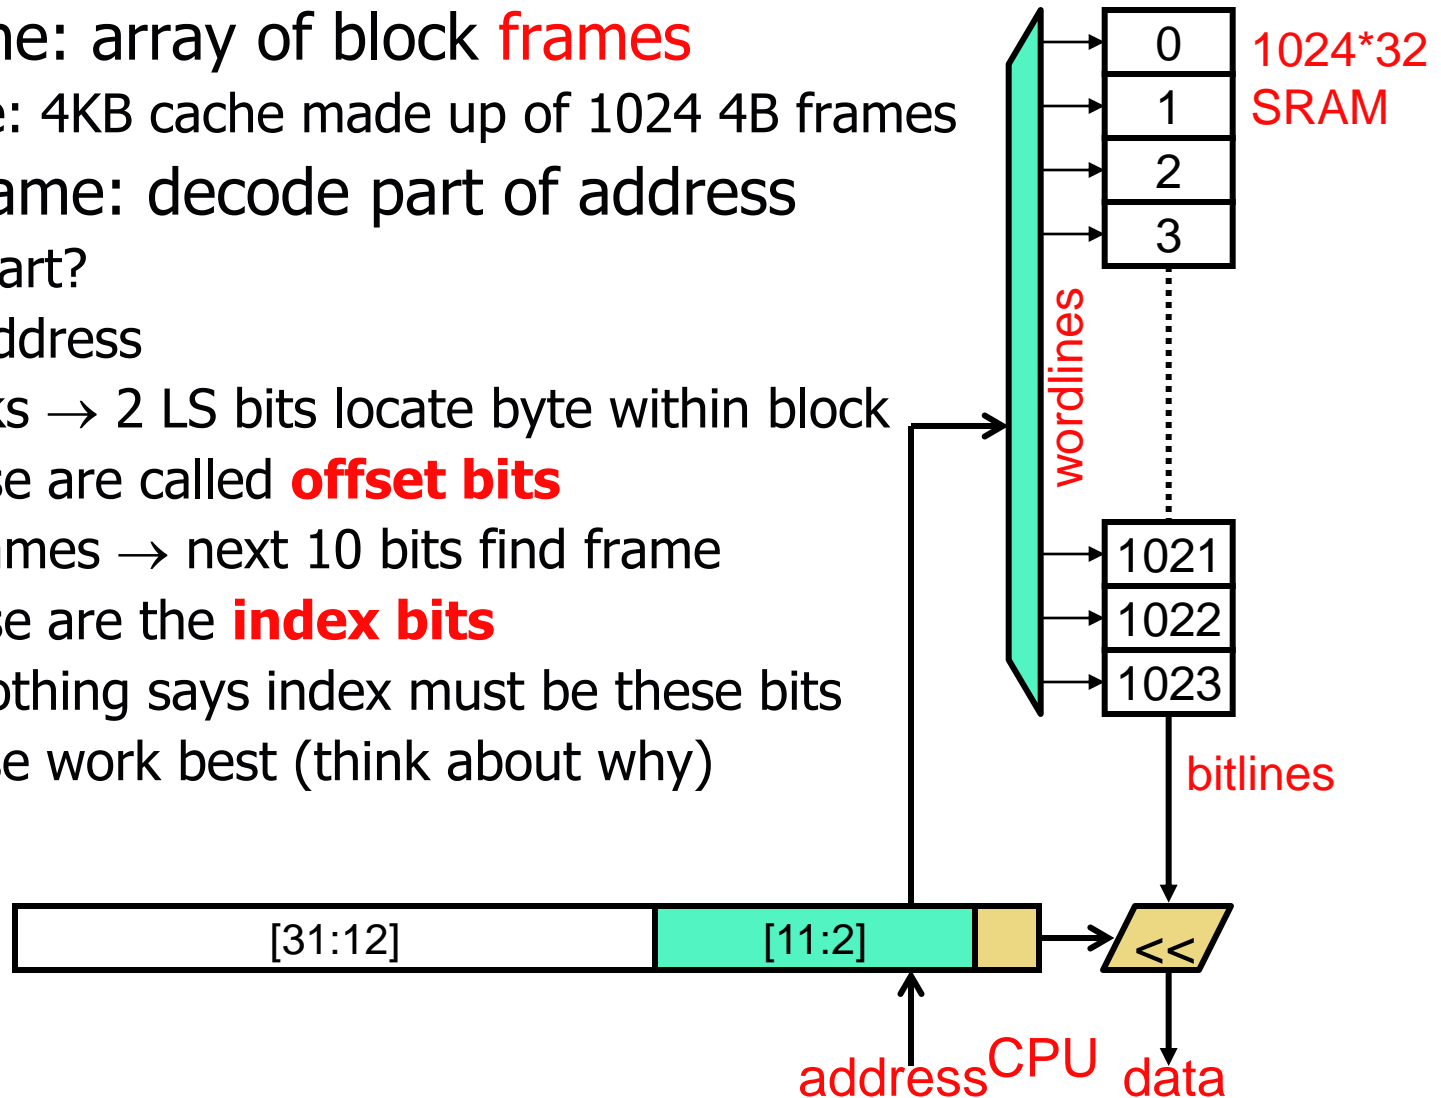 ne: array of block frames
e: 4KB cache made up of 1024 4B frames
ame: decode part of address
art?
ddress
ks → 2 LS bits locate byte within block
se are called offset bits
ames → next 10 bits find frame
se are the index bits
othing says index must be these bits
se work best (think about why)
0
1
2
3
1021
1022
1023
1024*32
SRAM
wordlines
bitlines
[31:12]
[11:2]
<<
address
CPU
data